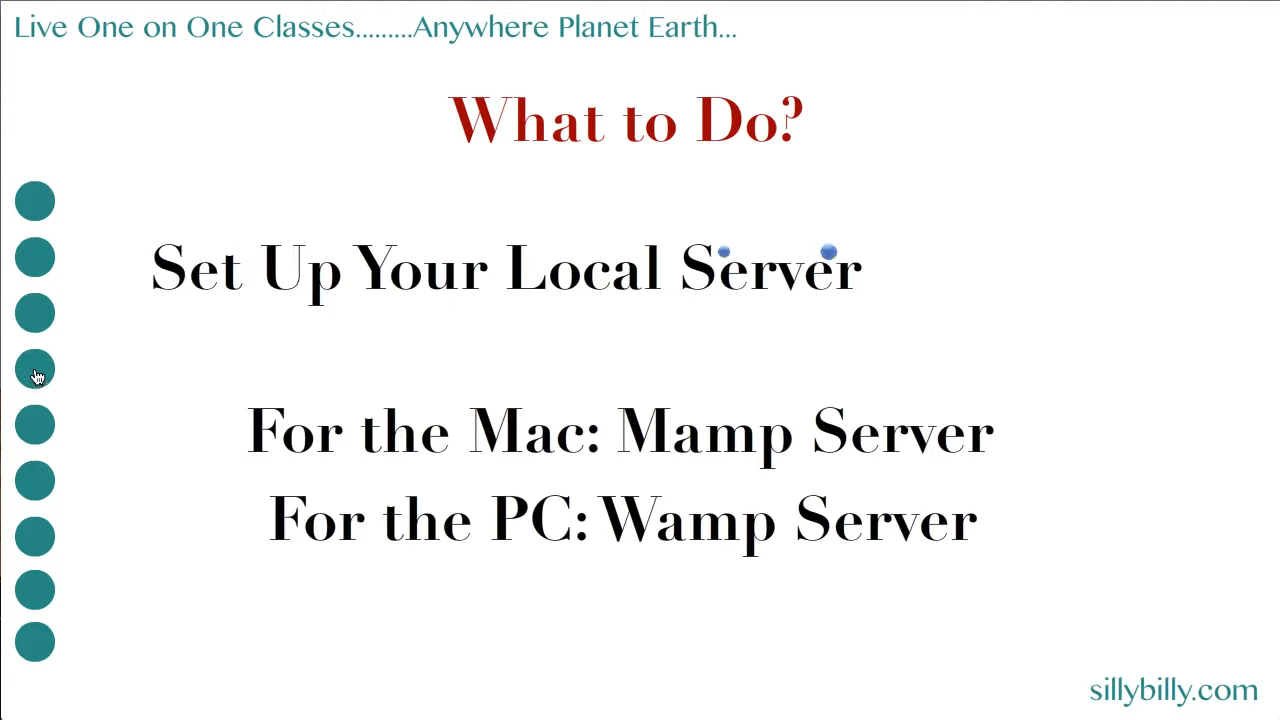 Live One on One Classes.........Anywhere Planet Earth...
What to Do?
Set Up Your Local Server
For the Mac: Mamp Server
For the PC: Wamp Server
sillybilly.com